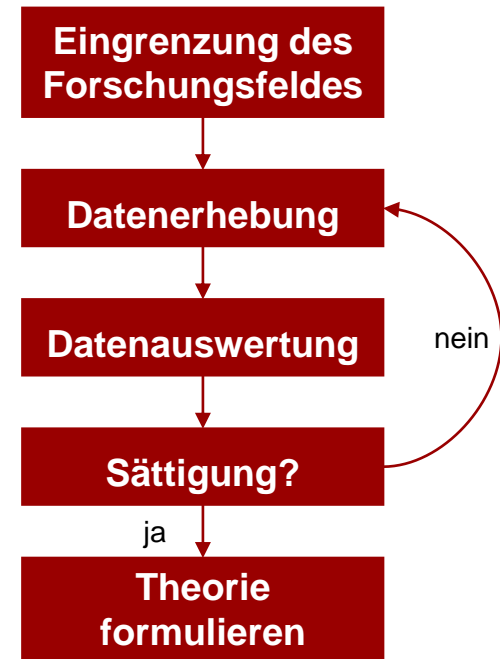 Eingrenzung des
Forschungsfeldes
Datenerhebung
Datenauswertung
nein
Sättigung?
ja
Theorie
formulieren